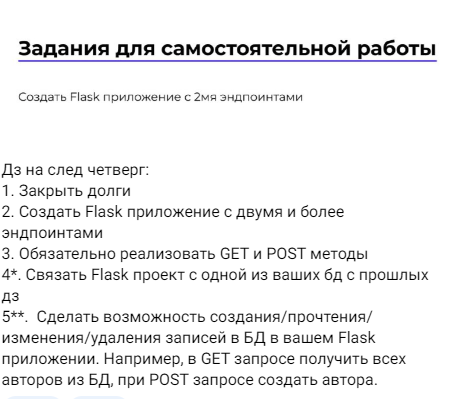 Задания для самостоятельной работы
Создать Flask приложение с 2мя эндпоинтами
Дз на след четверг:
1. Закрыть долги
2. Создать Flask приложение с двумя и более
эндпоинтами
3. Обязательно реализовать GET и POST методы
4*. Связать Flask проект с одной из ваших бд с прошлых
дз
5**.  Сделать возможность создания/прочтения/
изменения/удаления записей в БД в вашем Flask
приложении. Например, в GET запросе получить всех
авторов из БД, при POST запросе создать автора.